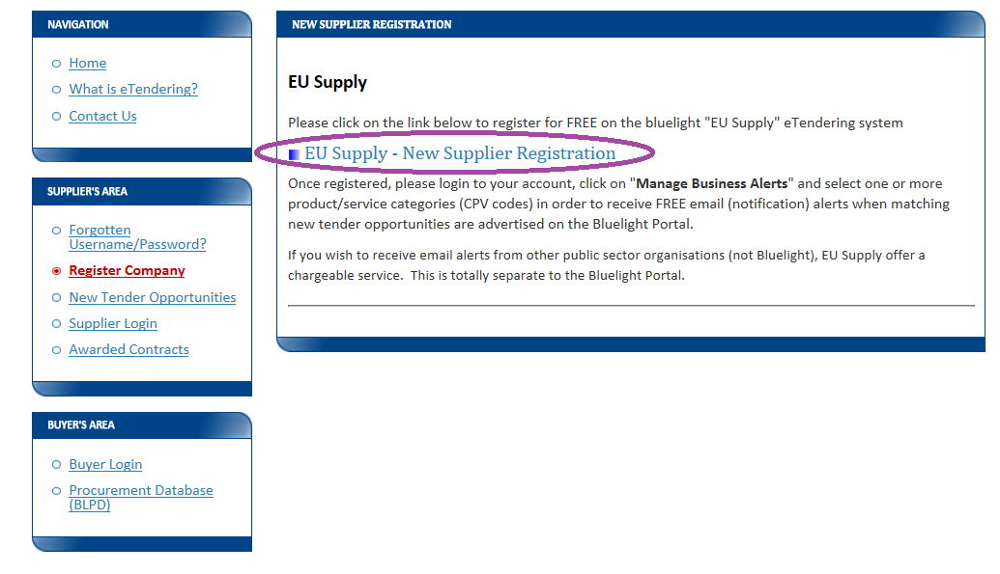 NAVIGATION
Home
What is eTendering?
Contact Us
SUPPLIER'S AREA
Forgotten
Username/Password?
Register Company
New Tender Opportunities
Supplier Login
Awarded Contracts
BUYER'S AREA
Buyer Login
Procurement Database
(BLPD)
NEW SUPPLIER REGISTRATION
EU Supply
Please click on the link below to register for FREE on the bluelight "EU Supply" eTendering system
EU Supply - New Supplier Registration
Once registered, please login to your account, click on "Manage Business Alerts" and select one or more
product/service categories (CPV codes) in order to receive FREE email (notification) alerts when matching
new tender opportunities are advertised on the Bluelight Portal.
If you wish to receive email alerts from other public sector organisations (not Bluelight), EU Supply offer a
chargeable service.  This is totally separate to the Bluelight Portal.